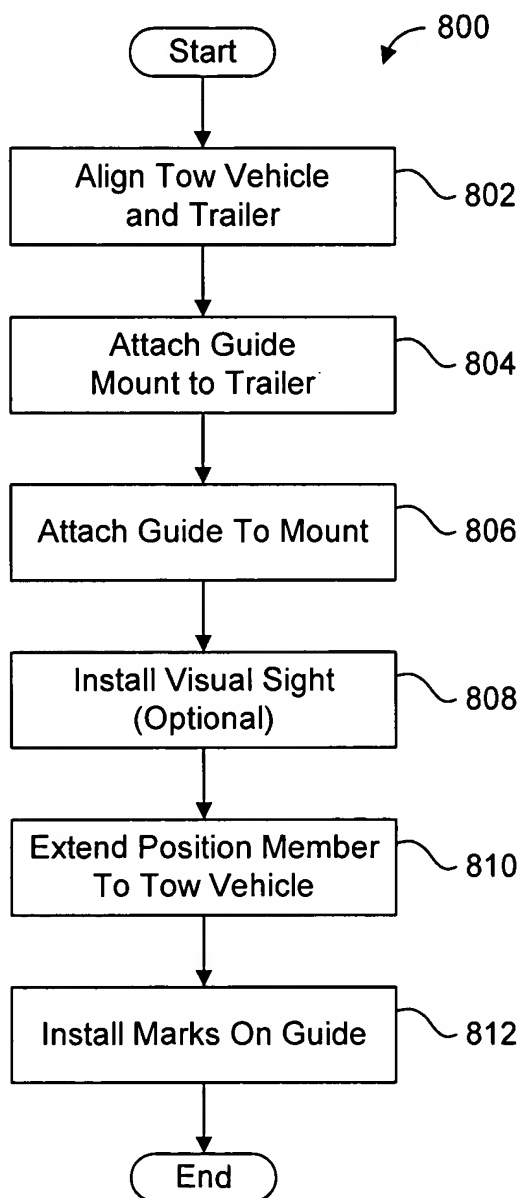 800
Start
Align Tow Vehicle
and Trailer
802
Attach Guide
Mount to Trailer
804
Attach Guide To Mount
806
Install Visual Sight
(Optional)
808
Extend Position Member
To Tow Vehicle
810
Install Marks On Guide
812
End